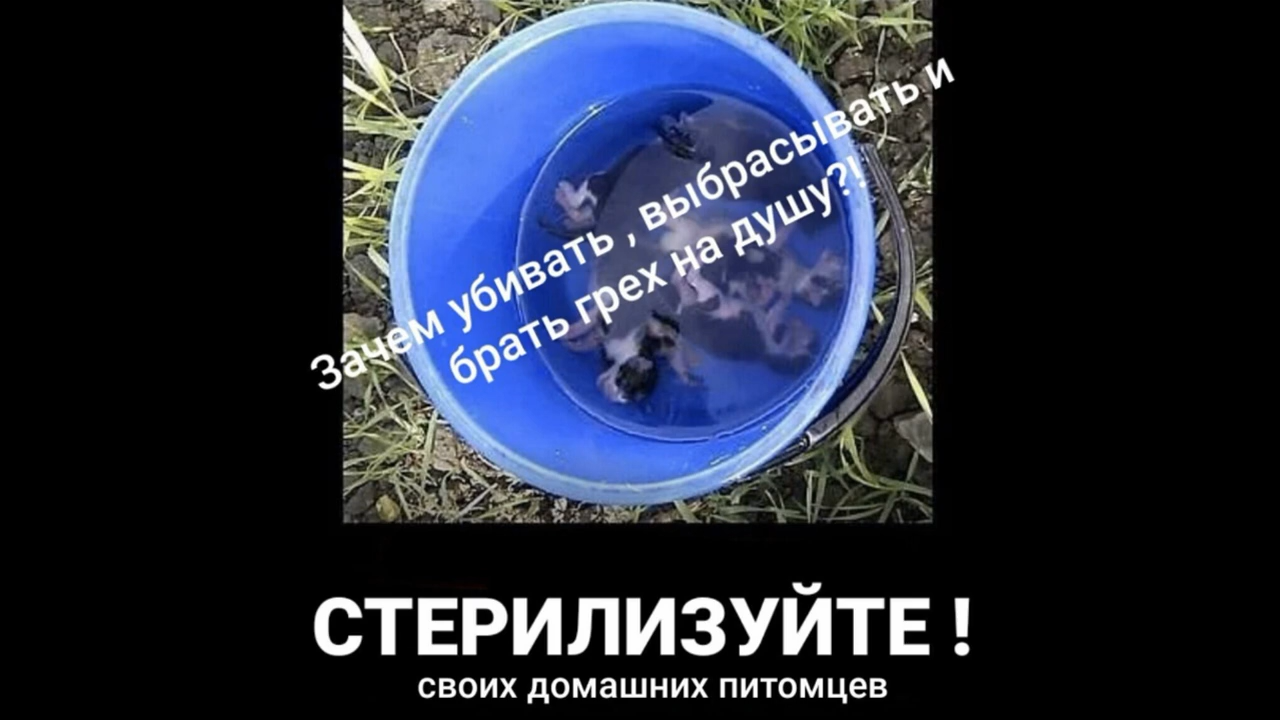 Зачем убивать , выбрасывать и
брать грех на душу?!
СТЕРИЛИЗУЙТЕ !
своих домашних питомцев